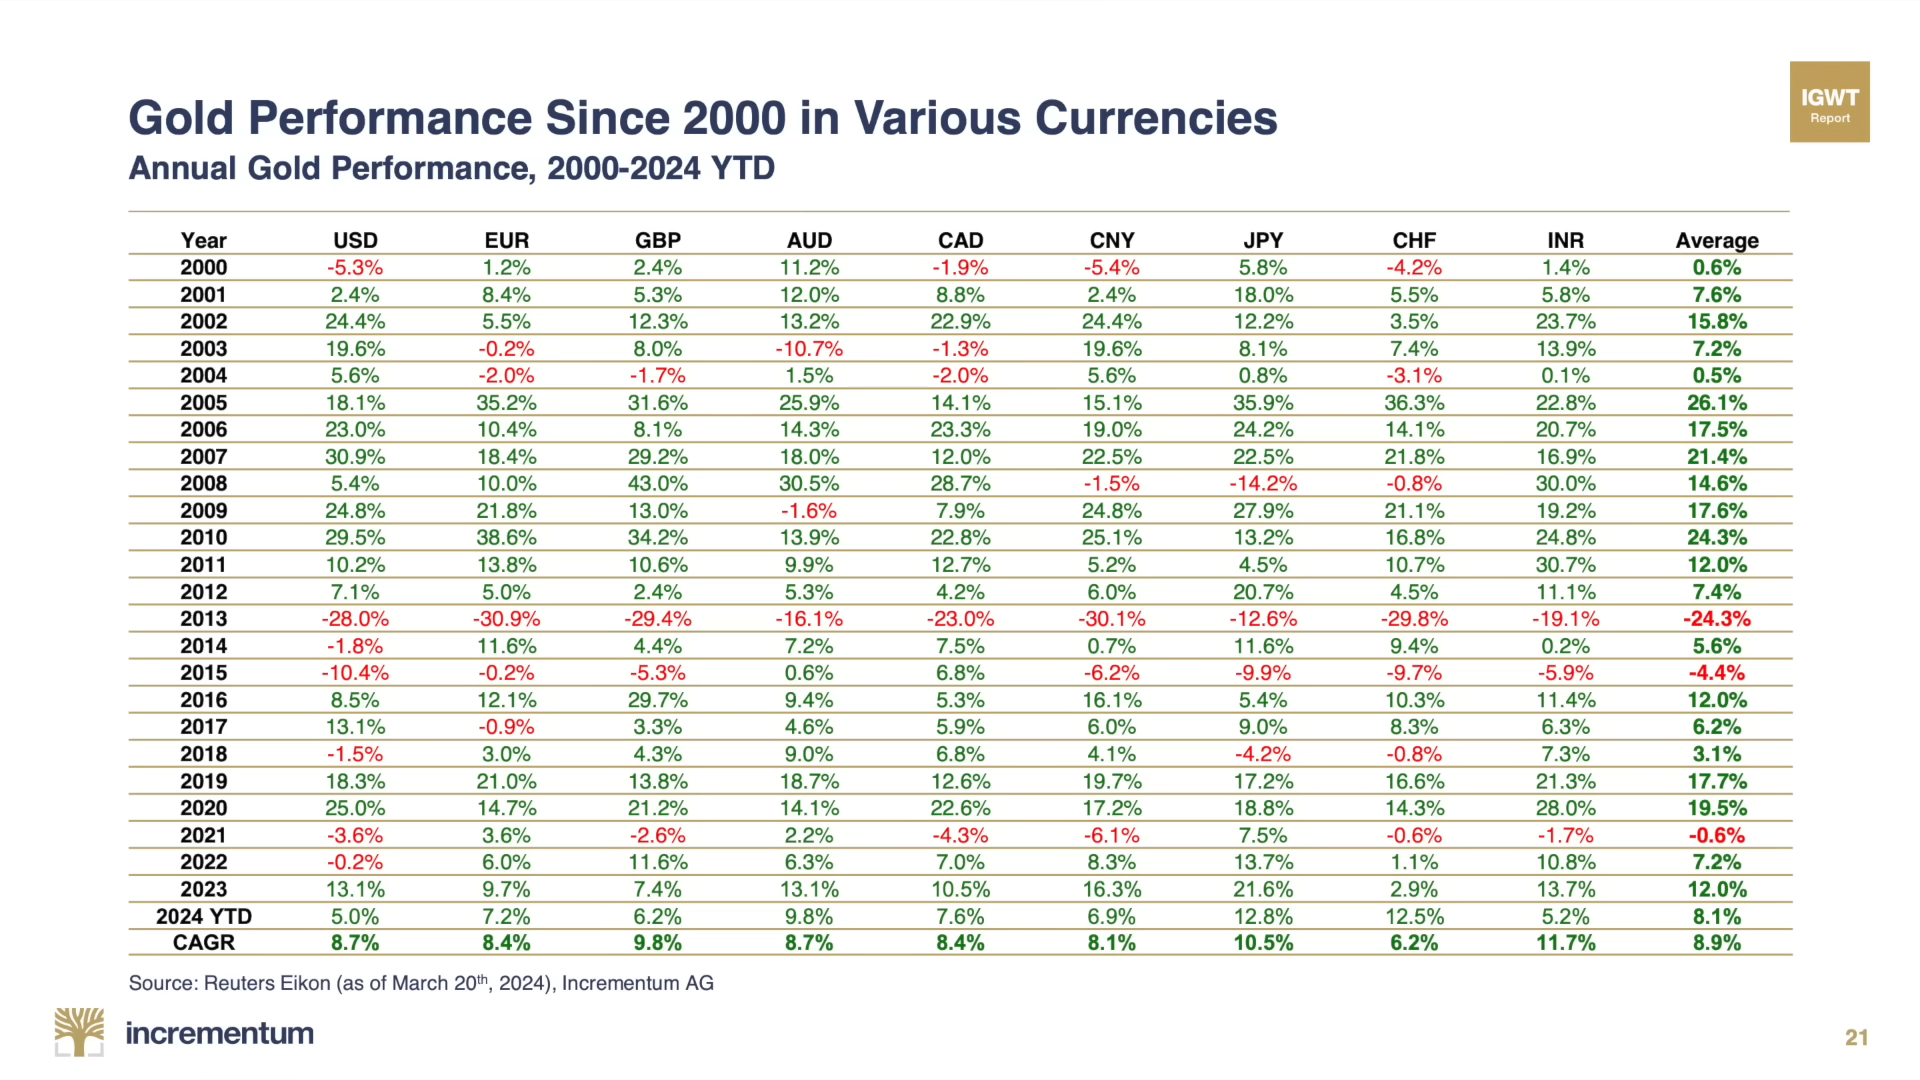 IGWT
Report
Gold Performance Since 2000 in Various Currencies
Annual Gold Performance, 2000-2024 YTD
Year USD EUR GBP AUD CAD CNY JPY CHF INR Average
2000 -5.3% 1.2% 2.4% 11.2% -1.9% -5.4% 5.8% -4.2% 1.4% 0.6%
2001 2.4% 8.4% 5.3% 12.0% 8.8% 2.4% 18.0% 5.5% 5.8% 7.6%
2002 24.4% 5.5% 12.3% 13.2% 22.9% 24.4% 12.2% 3.5% 23.7% 15.8%
2003 19.6% -0.2% 8.0% -10.7% -1.3% 19.6% 8.1% 7.4% 13.9% 7.2%
2004 5.6% -2.0% -1.7% 1.5% -2.0% 5.6% 0.8% -3.1% 0.1% 0.5%
2005 18.1% 35.2% 31.6% 25.9% 14.1% 15.1% 35.9% 36.3% 22.8% 26.1%
2006 23.0% 10.4% 8.1% 14.3% 23.3% 19.0% 24.2% 14.1% 20.7% 17.5%
2007 30.9% 18.4% 29.2% 18.0% 12.0% 22.5% 22.5% 21.8% 16.9% 21.4%
2008 5.4% 10.0% 43.0% 30.5% 28.7% -1.5% -14.2% -0.8% 30.0% 14.6%
2009 24.8% 21.8% 13.0% -1.6% 7.9% 24.8% 27.9% 21.1% 19.2% 17.6%
2010 29.5% 38.6% 34.2% 13.9% 22.8% 25.1% 13.2% 16.8% 24.8% 24.3%
2011 10.2% 13.8% 10.6% 9.9% 12.7% 5.2% 4.5% 10.7% 30.7% 12.0%
2012 7.1% 5.0% 2.4% 5.3% 4.2% 6.0% 20.7% 4.5% 11.1% 7.4%
2013 -28.0% -30.9% -29.4% -16.1% -23.0% -30.1% -12.6% -29.8% -19.1% -24.3%
2014 -1.8% 11.6% 4.4% 7.2% 7.5% 0.7% 11.6% 9.4% 0.2% 5.6%
2015 -10.4% -0.2% -5.3% 0.6% 6.8% -6.2% -9.9% -9.7% -5.9% -4.4%
2016 8.5% 12.1% 29.7% 9.4% 5.3% 16.1% 5.4% 10.3% 11.4% 12.0%
2017 13.1% -0.9% 3.3% 4.6% 5.9% 6.0% 9.0% 8.3% 6.3% 6.2%
2018 -1.5% 3.0% 4.3% 9.0% 6.8% 4.1% -4.2% -0.8% 7.3% 3.1%
2019 18.3% 21.0% 13.8% 18.7% 12.6% 19.7% 17.2% 16.6% 21.3% 17.7%
2020 25.0% 14.7% 21.2% 14.1% 22.6% 17.2% 18.8% 14.3% 28.0% 19.5%
2021 -3.6% 3.6% -2.6% 2.2% -4.3% -6.1% 7.5% -0.6% -1.7% -0.6%
2022 -0.2% 6.0% 11.6% 6.3% 7.0% 8.3% 13.7% 1.1% 10.8% 7.2%
2023 13.1% 9.7% 7.4% 13.1% 10.5% 16.3% 21.6% 2.9% 13.7% 12.0%
2024 YTD 5.0% 7.2% 6.2% 9.8% 7.6% 6.9% 12.8% 12.5% 5.2% 8.1%
CAGR 8.7% 8.4% 9.8% 8.7% 8.4% 8.1% 10.5% 6.2% 11.7% 8.9%
Source: Reuters Eikon (as of March 20th, 2024), Incrementum AG
incrementum
21